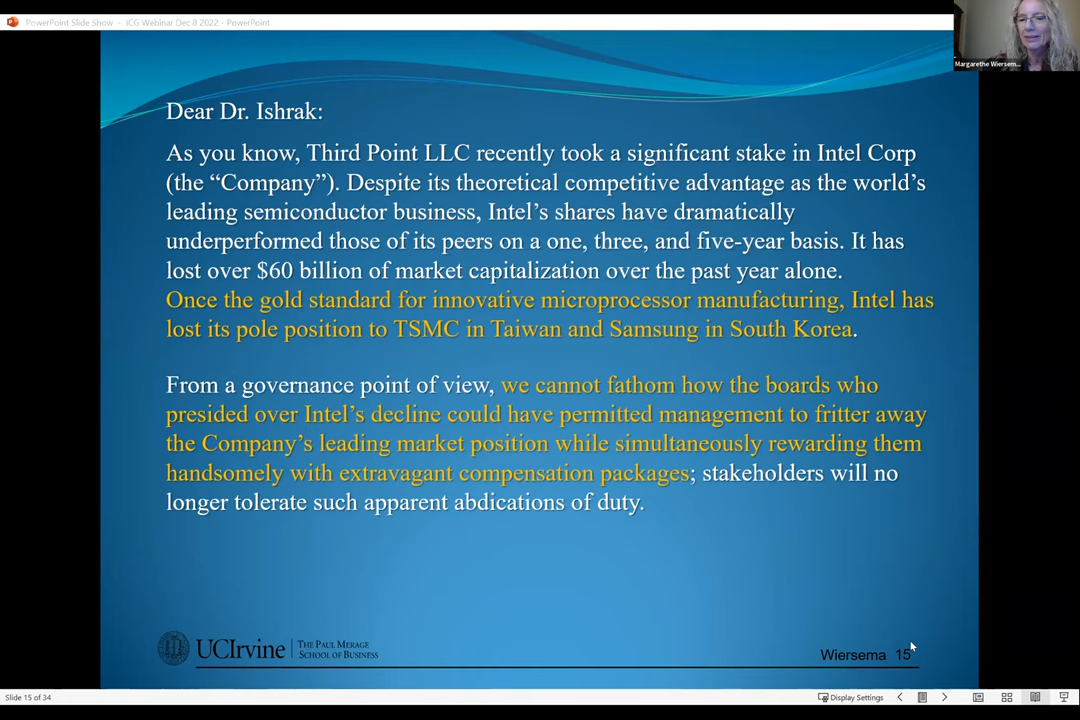 PowerPoint Slide Show - ICG Webinar Dec 8 2022 - PowerPoint
Margarethe Wiersem...
Dear Dr. Ishrak:
As you know, Third Point LLC recently took a significant stake in Intel Corp
(the “Company”). Despite its theoretical competitive advantage as the world’s
leading semiconductor business, Intel’s shares have dramatically
underperformed those of its peers on a one, three, and five-year basis. It has
lost over $60 billion of market capitalization over the past year alone.
Once the gold standard for innovative microprocessor manufacturing, Intel has
lost its pole position to TSMC in Taiwan and Samsung in South Korea.
From a governance point of view, we cannot fathom how the boards who
presided over Intel’s decline could have permitted management to fritter away
the Company’s leading market position while simultaneously rewarding them
handsomely with extravagant compensation packages; stakeholders will no
longer tolerate such apparent abdications of duty.
UCIrvine
THE PAUL MERAGE
SCHOOL OF BUSINESS
Wiersema 15
Slide 15 of 34
Display Settings